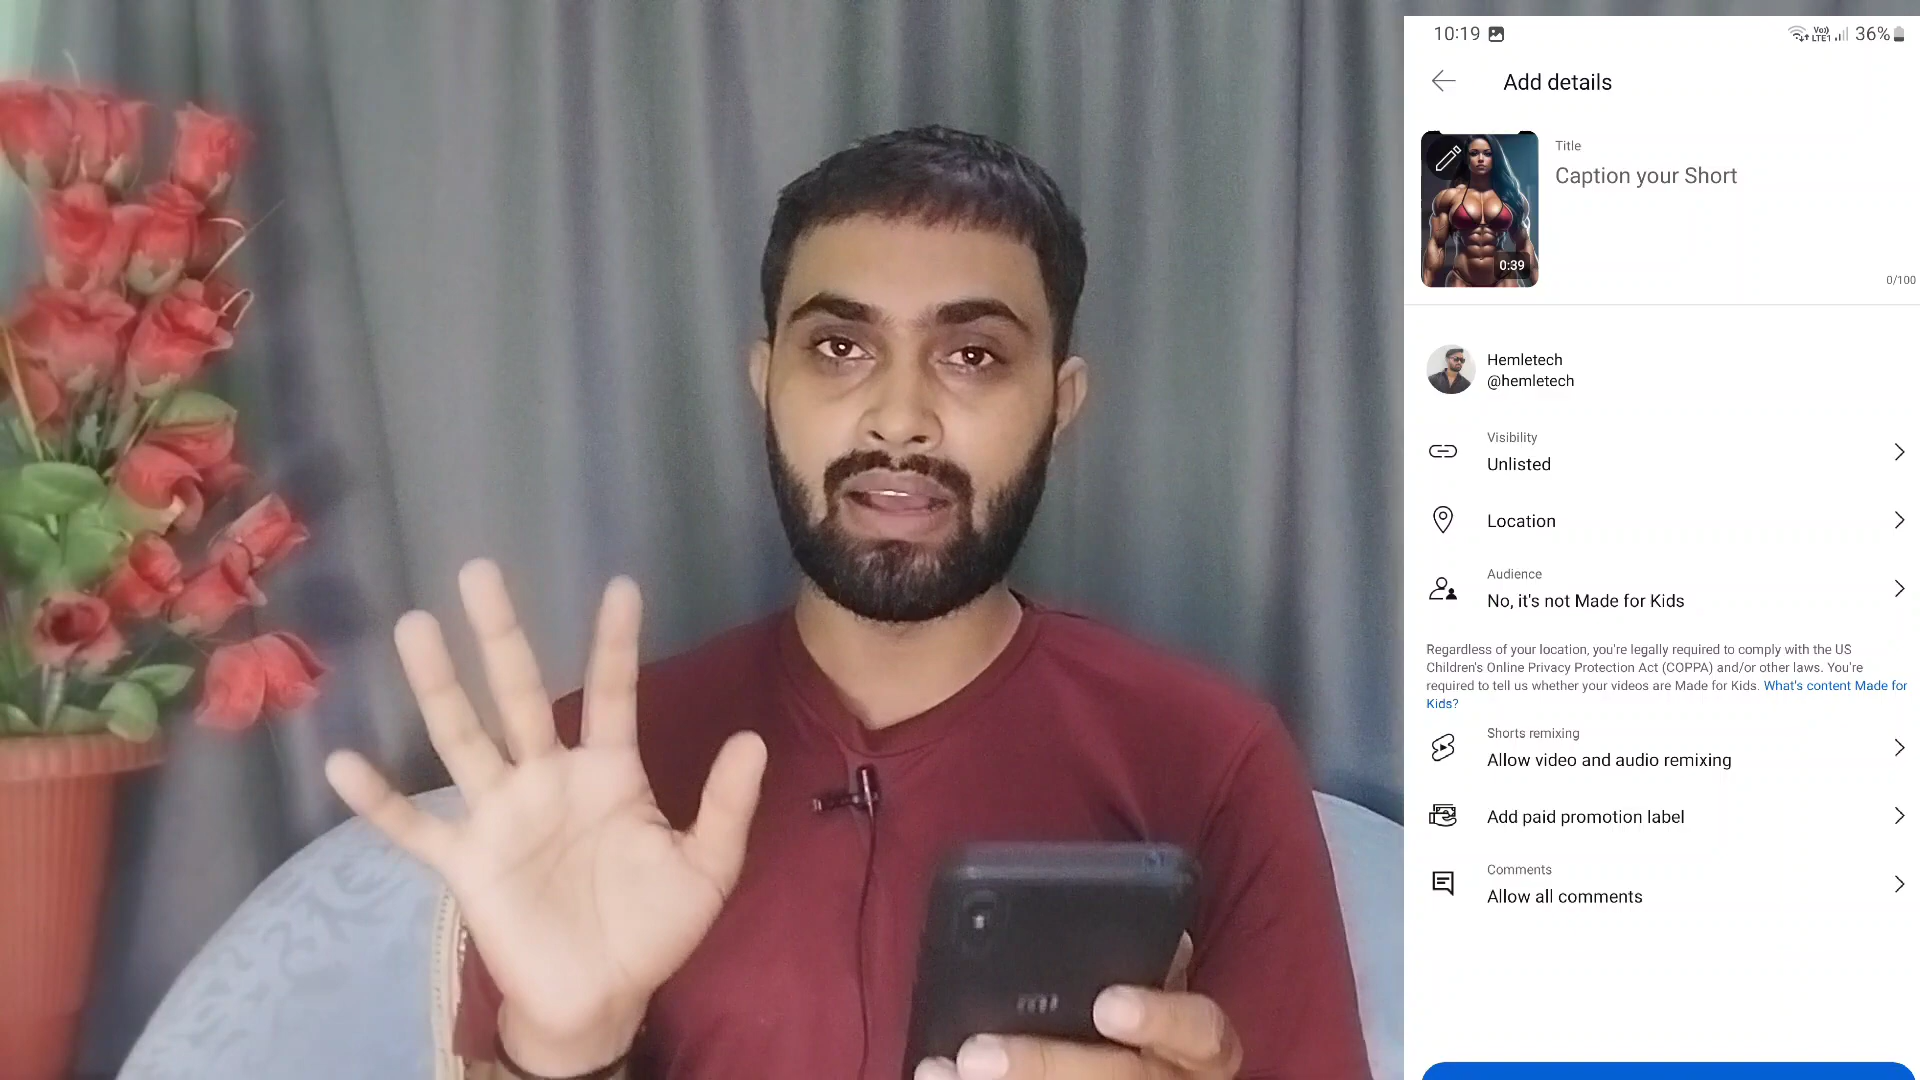 10:19
Vo))
LTE1
36%
Add details
Title
Caption your Short
0:39
0/100
Hemletech
@hemletech
Visibility
Unlisted
Location
Audience
No, it's not Made for Kids
Regardless of your location, you're legally required to comply with the US
Children's Online Privacy Protection Act (COPPA) and/or other laws. You're
required to tell us whether your videos are Made for Kids. What's content Made for
Kids?
Shorts remixing
Allow video and audio remixing
Add paid promotion label
Comments
Allow all comments